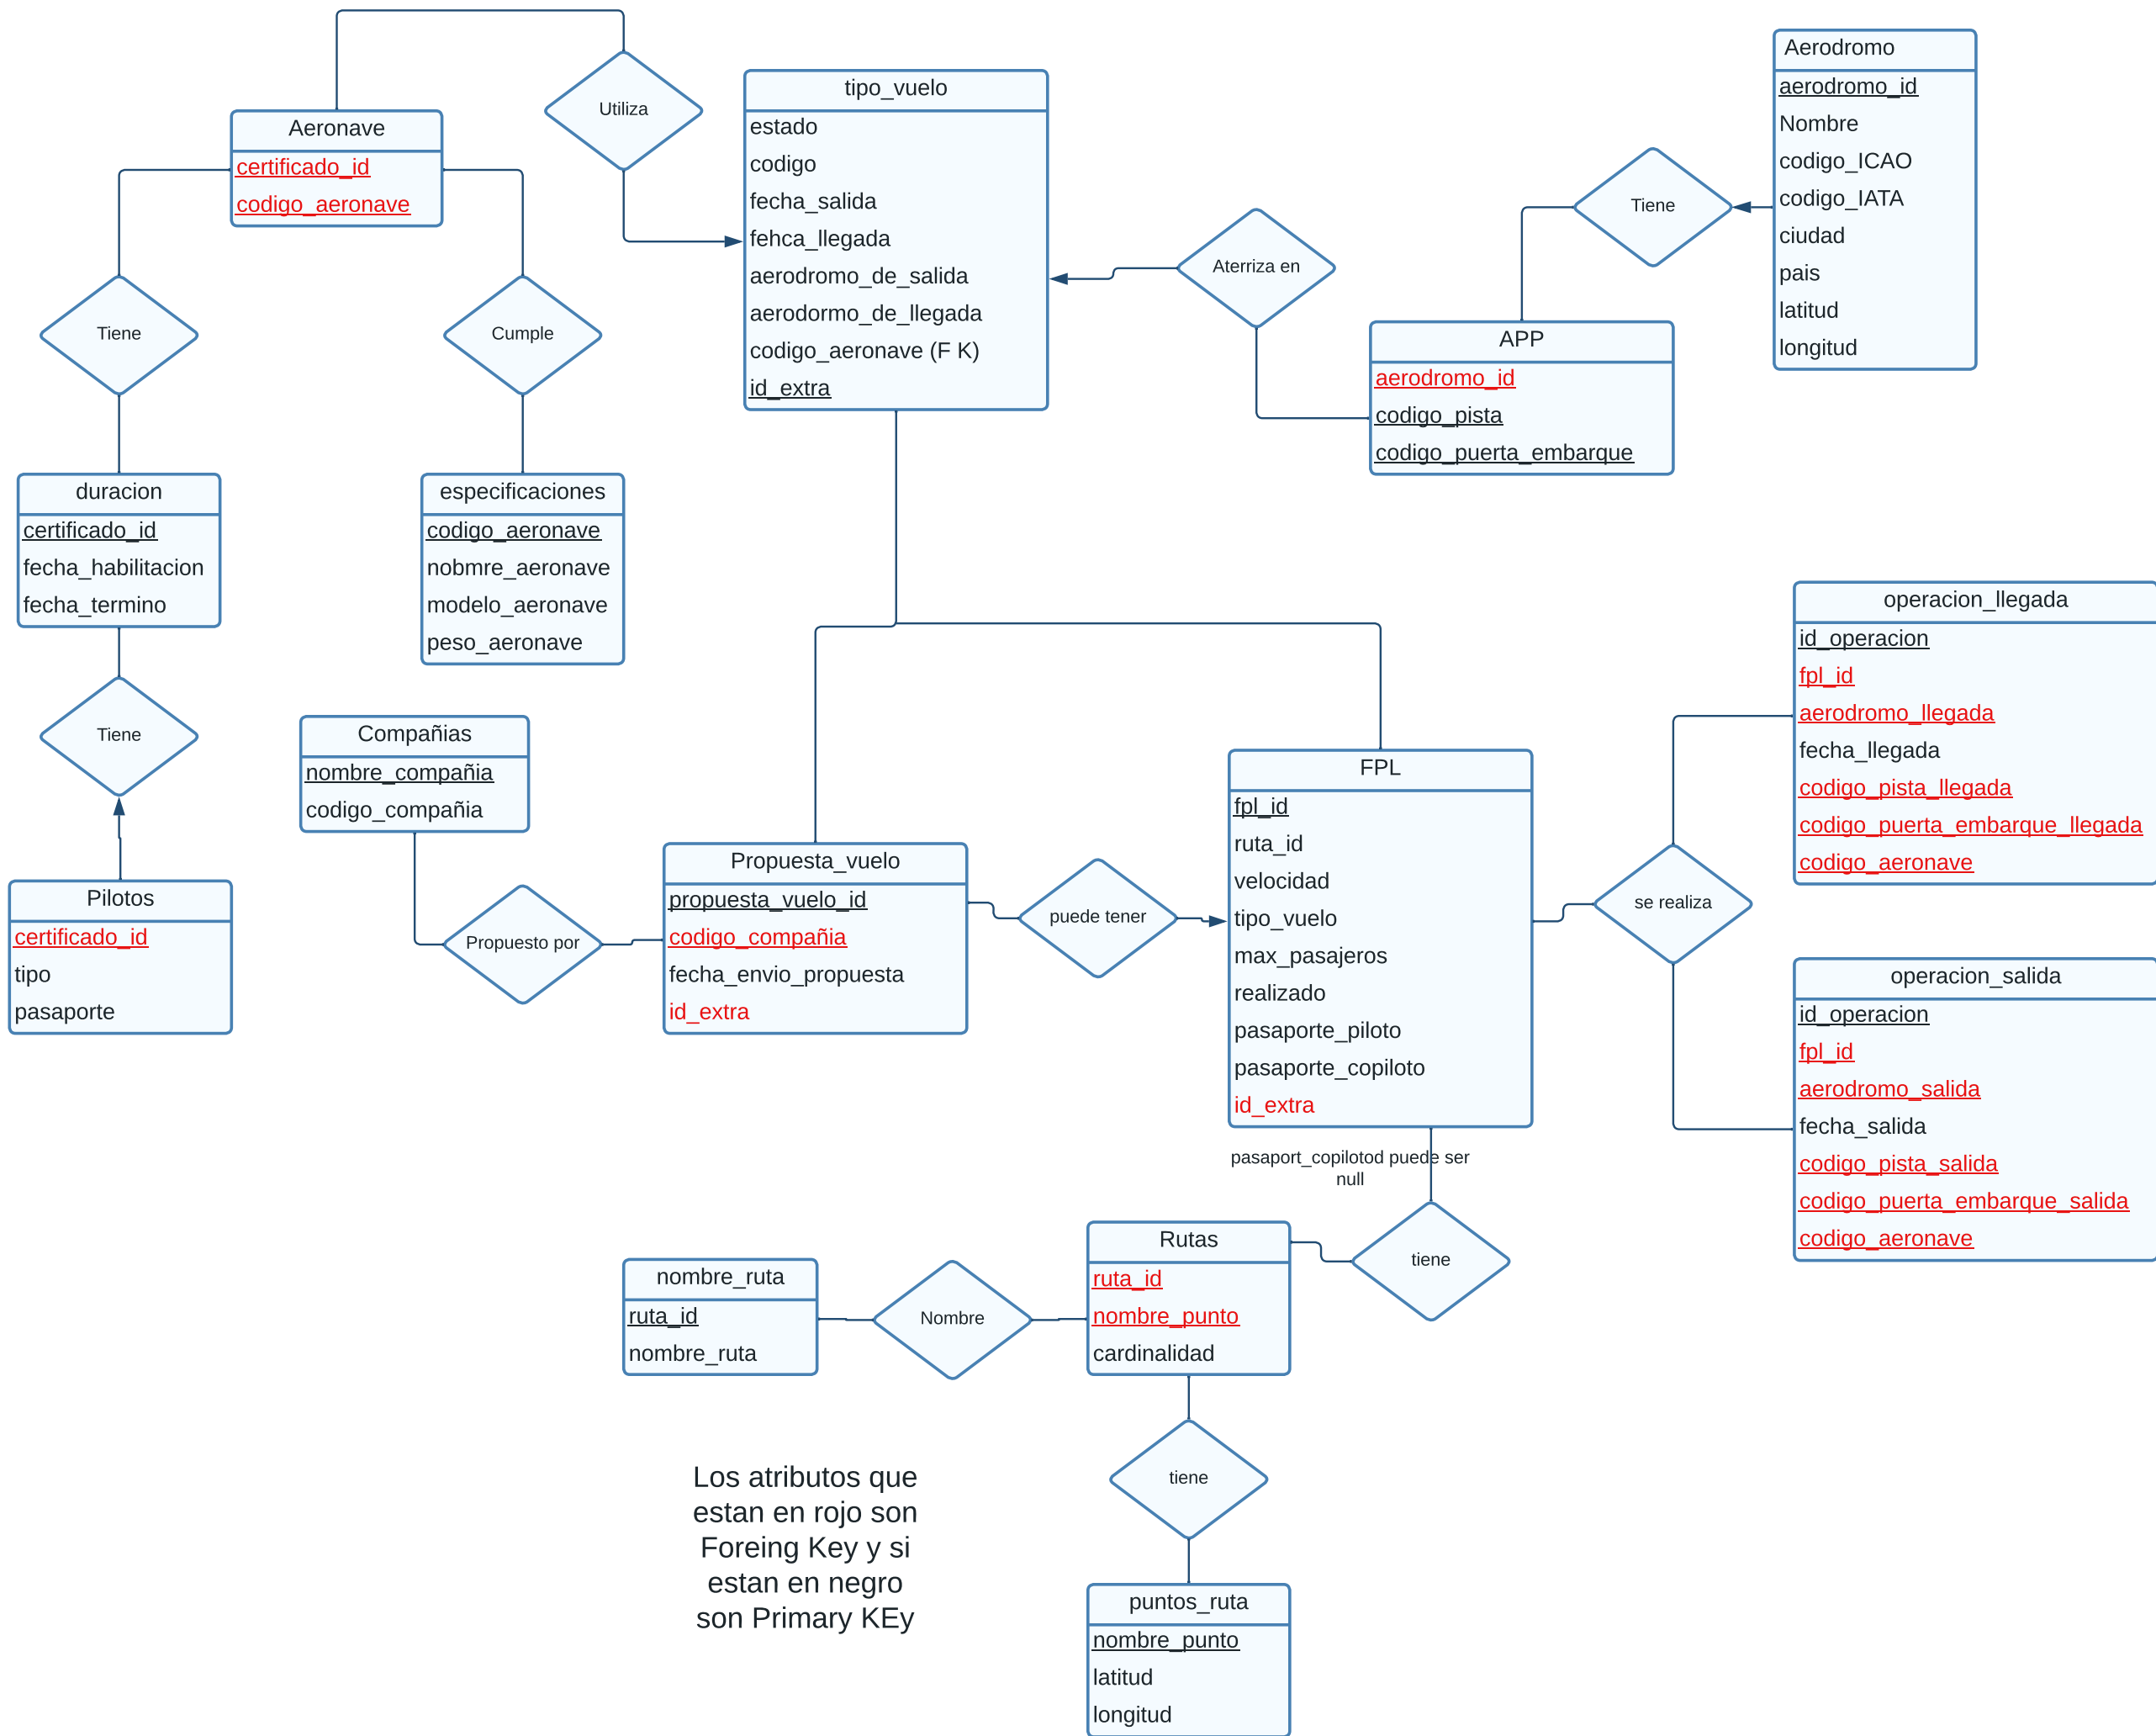 Utiliza
Aeronave
certificado_id
codigo_aeronave
tipo_vuelo
estado
codigo
fecha_salida
fehca_llegada
aerodromo_de_salida
aerodormo_de_llegada
codigo_aeronave (F K)
id_extra
Aterriza en
Tiene
Aerodromo
aerodromo_id
Nombre
codigo_ICAO
codigo_IATA
ciudad
pais
latitud
longitud
APP
aerodromo_id
codigo_pista
codigo_puerta_embarque
Tiene
Cumple
duracion
certificado_id
fecha_habilitacion
fecha_termino
especificaciones
codigo_aeronave
nobmre_aeronave
modelo_aeronave
peso_aeronave
Tiene
Pilotos
certificado_id
tipo
pasaporte
Compañias
nombre_compañia
codigo_compañia
Propuesto por
Propuesta_vuelo
propuesta_vuelo_id
codigo_compañia
fecha_envio_propuesta
id_extra
puede tener
FPL
fpl_id
ruta_id
velocidad
tipo_vuelo
max_pasajeros
realizado
pasaporte_piloto
pasaporte_copiloto
id_extra
se realiza
operacion_llegada
id_operacion
fpl_id
aerodromo_llegada
fecha_llegada
codigo_pista_llegada
codigo_puerta_embarque_llegada
codigo_aeronave
operacion_salida
id_operacion
fpl_id
aerodromo_salida
fecha_salida
codigo_pista_salida
codigo_puerta_embarque_salida
codigo_aeronave
pasaport_copilotod puede ser
null
tiene
Rutas
ruta_id
nombre_punto
cardinalidad
Nombre
nombre_ruta
ruta_id
nombre_ruta
tiene
puntos_ruta
nombre_punto
latitud
longitud
Los atributos que
estan en rojo son
Foreing Key y si
estan en negro
son Primary KEy